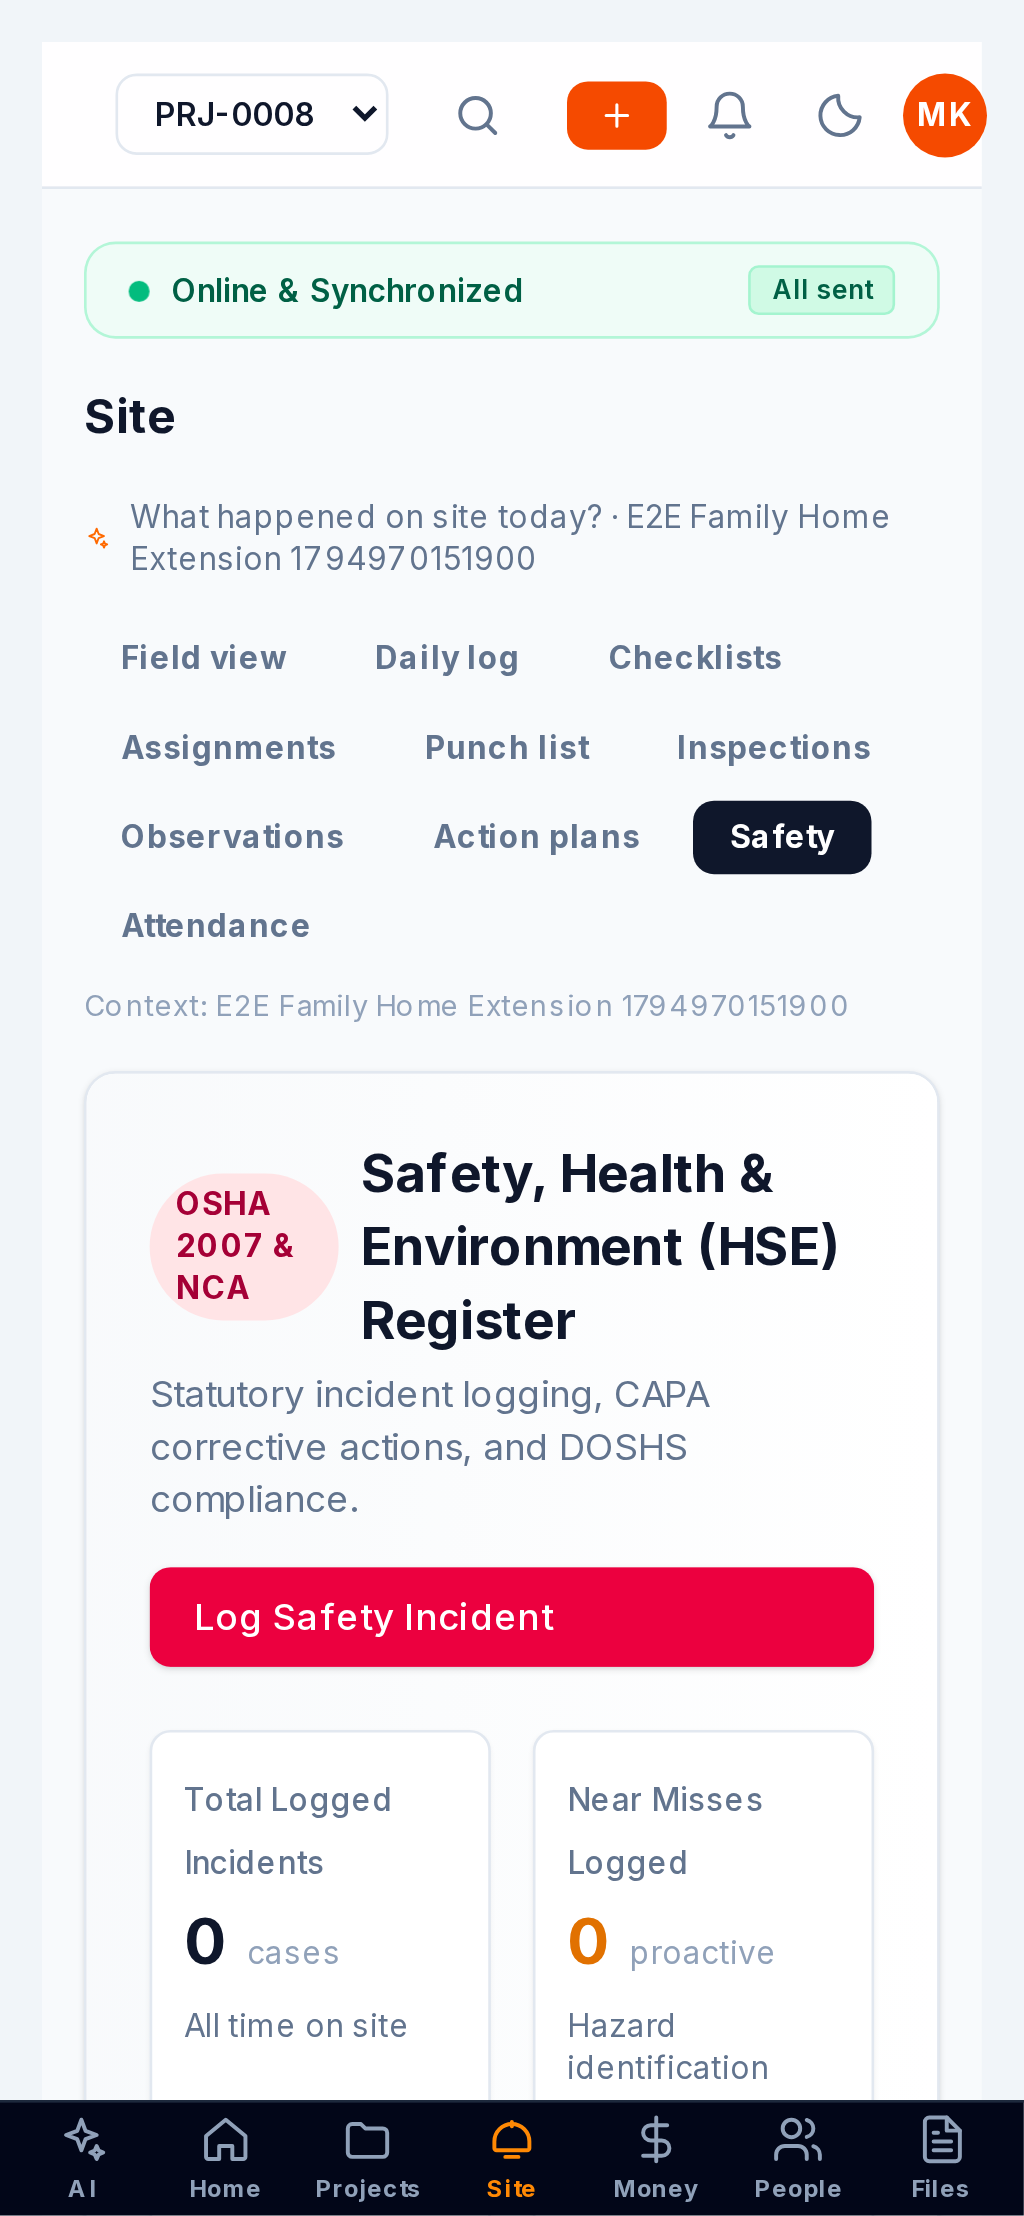 PRJ-0008
MK
Online & Synchronized
All sent
Site
What happened on site today? · E2E Family Home
Extension 1794970151900
Field view
Daily log
Checklists
Assignments
Punch list
Inspections
Observations
Action plans
Safety
Attendance
Context: E2E Family Home Extension 1794970151900
OSHA
2007 &
NCA
Safety, Health &
Environment (HSE)
Register
Statutory incident logging, CAPA
corrective actions, and DOSHS
compliance.
Log Safety Incident
Total Logged
Incidents
0 cases
All time on site
Near Misses
Logged
0 proactive
Hazard
identification
AI
Home
Projects
Site
Money
People
Files